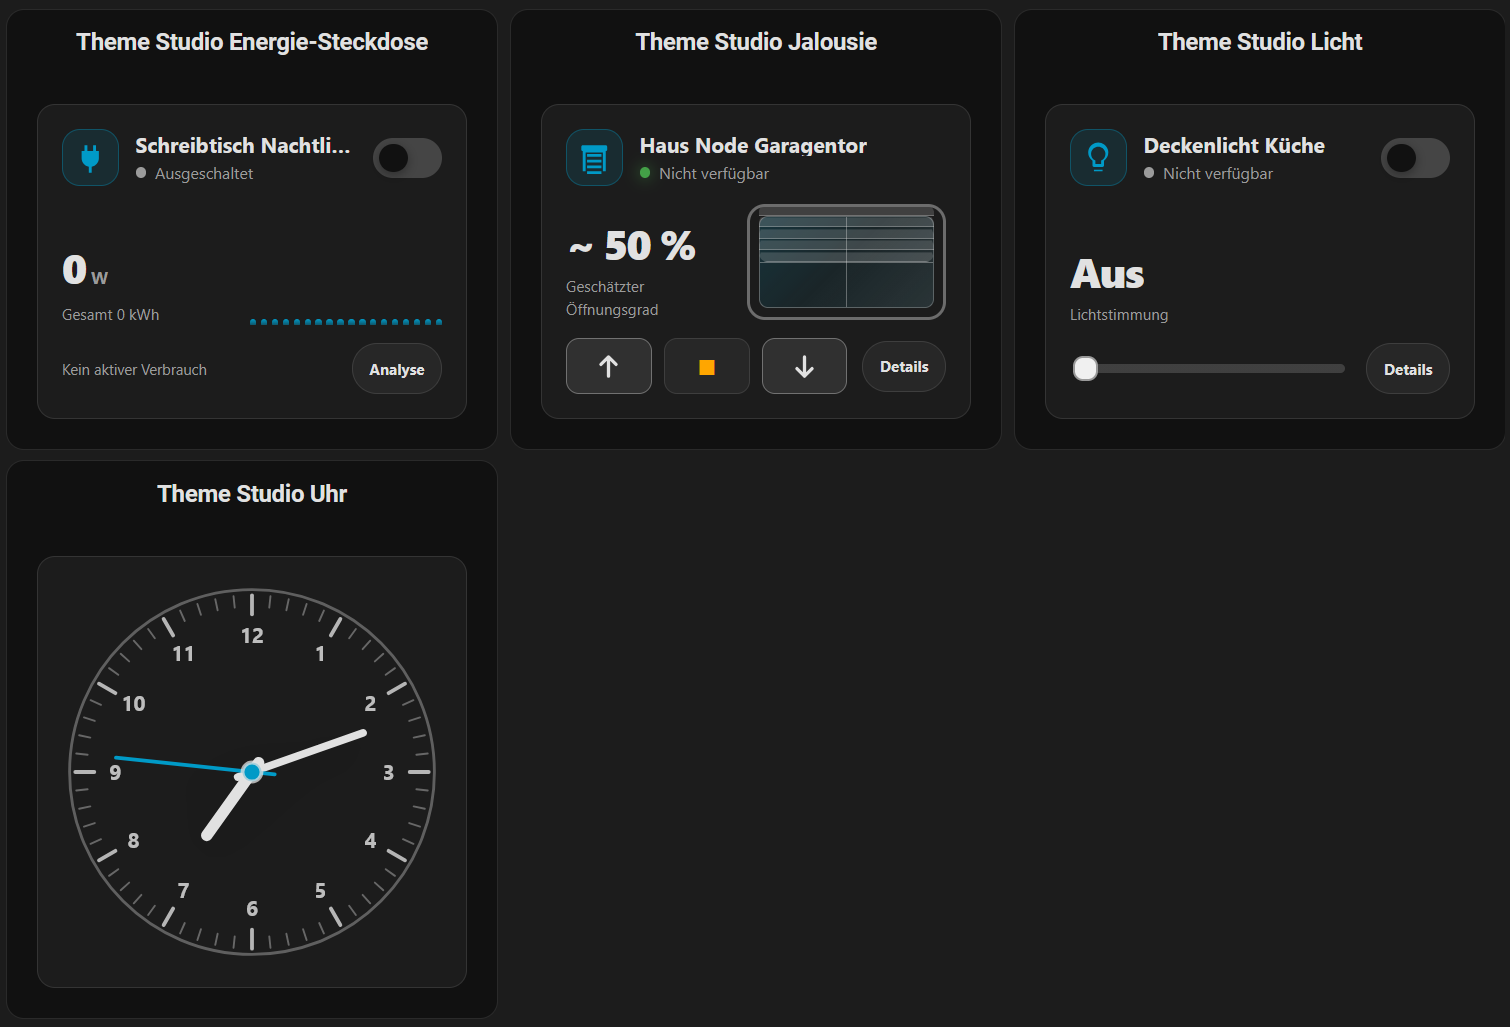 Theme Studio Energie-Steckdose
Schreibtisch Nachtli...
Ausgeschaltet
0 W
Gesamt 0 kWh
Kein aktiver Verbrauch
Analyse
Theme Studio Jalousie
Haus Node Garagentor
Nicht verfügbar
~ 50 %
Geschätzter
Öffnungsgrad
Details
Theme Studio Licht
Deckenlicht Küche
Nicht verfügbar
Aus
Lichtstimmung
Details
Theme Studio Uhr
12
1
2
3
4
5
6
7
8
9
10
11